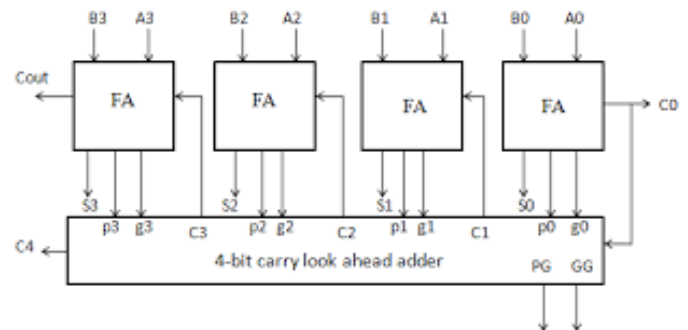 B3 A3 B2 A2 B1 A1 B0 A0
Cout FA FA FA FA C0
S3 S2 S1 S0
p3 g3 C3 p2 g2 C2 p1 g1 C1 p0 g0
C4 4-bit carry look ahead adder PG GG